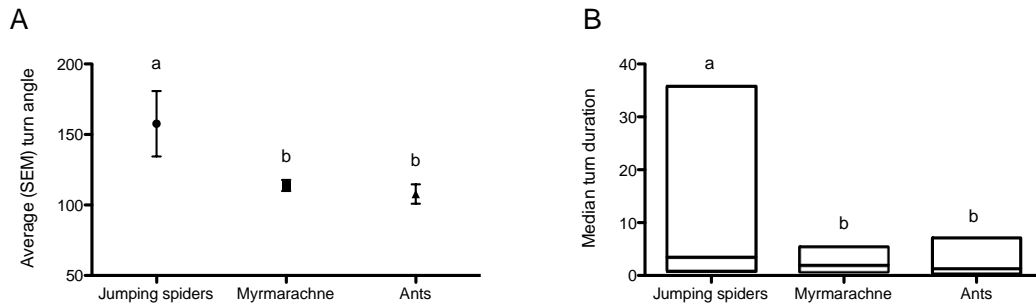 A
Average (SEM) turn angle
200
150
100
50
a
b
b
Jumping spiders
Myrmarachne
Ants
B
Median turn duration
40
30
20
10
0
a
b
b
Jumping spiders
Myrmarachne
Ants